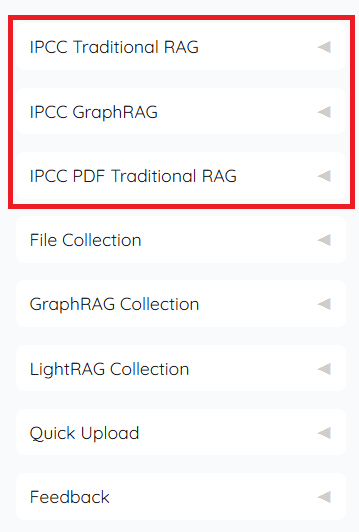 IPCC Traditional RAG
IPCC GraphRAG
IPCC PDF Traditional RAG
File Collection
GraphRAG Collection
LightRAG Collection
Quick Upload
Feedback